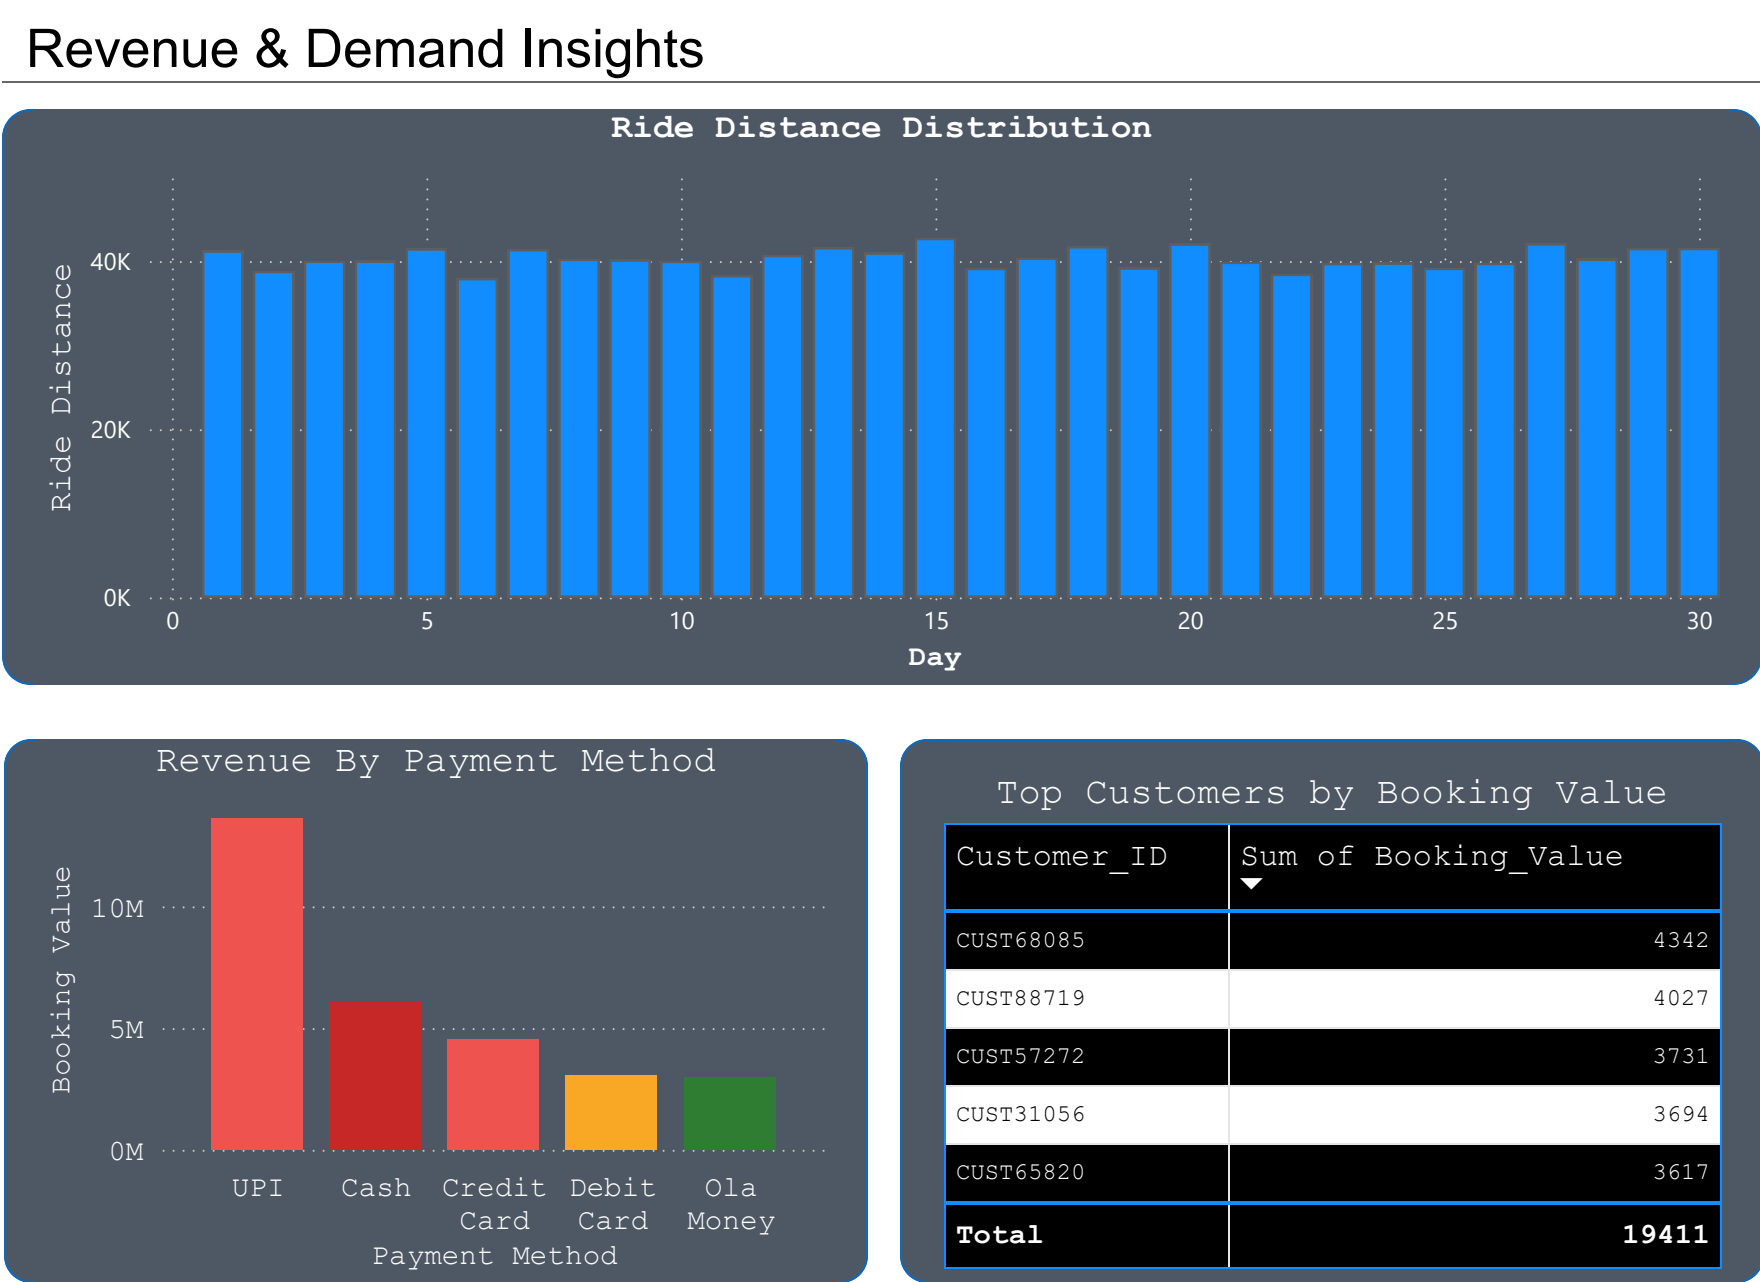 Revenue & Demand Insights
Ride Distance Distribution
Ride Distance
40K
20K
0K
0 5 10 15 20 25 30
Day
Revenue By Payment Method
Booking Value
10M
5M
0M
UPI Cash Credit Card Debit Card Ola Money
Payment Method
Top Customers by Booking Value
Customer_ID Sum of Booking_Value
CUST68085 4342
CUST88719 4027
CUST57272 3731
CUST31056 3694
CUST65820 3617
Total 19411